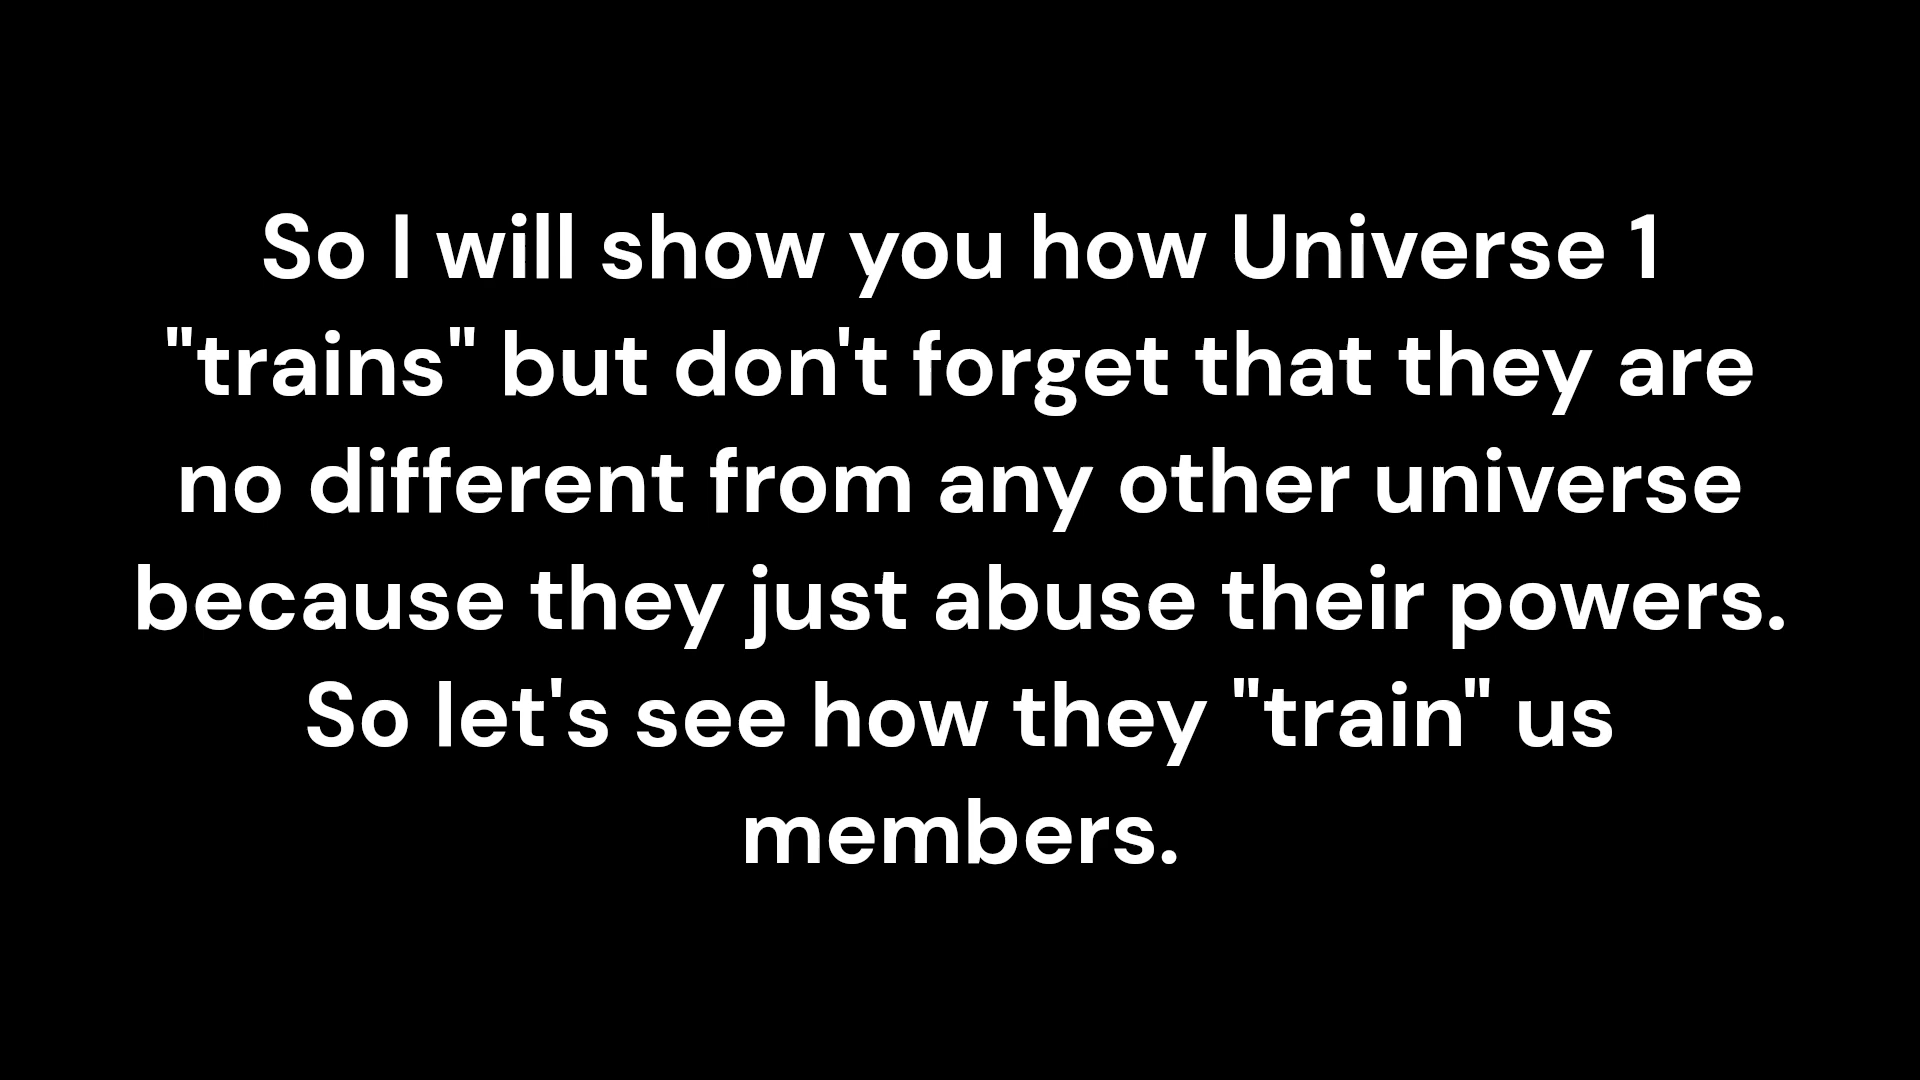 So I will show you how Universe 1
"trains" but don't forget that they are
no different from any other universe
because they just abuse their powers.
So let's see how they "train" us
members.